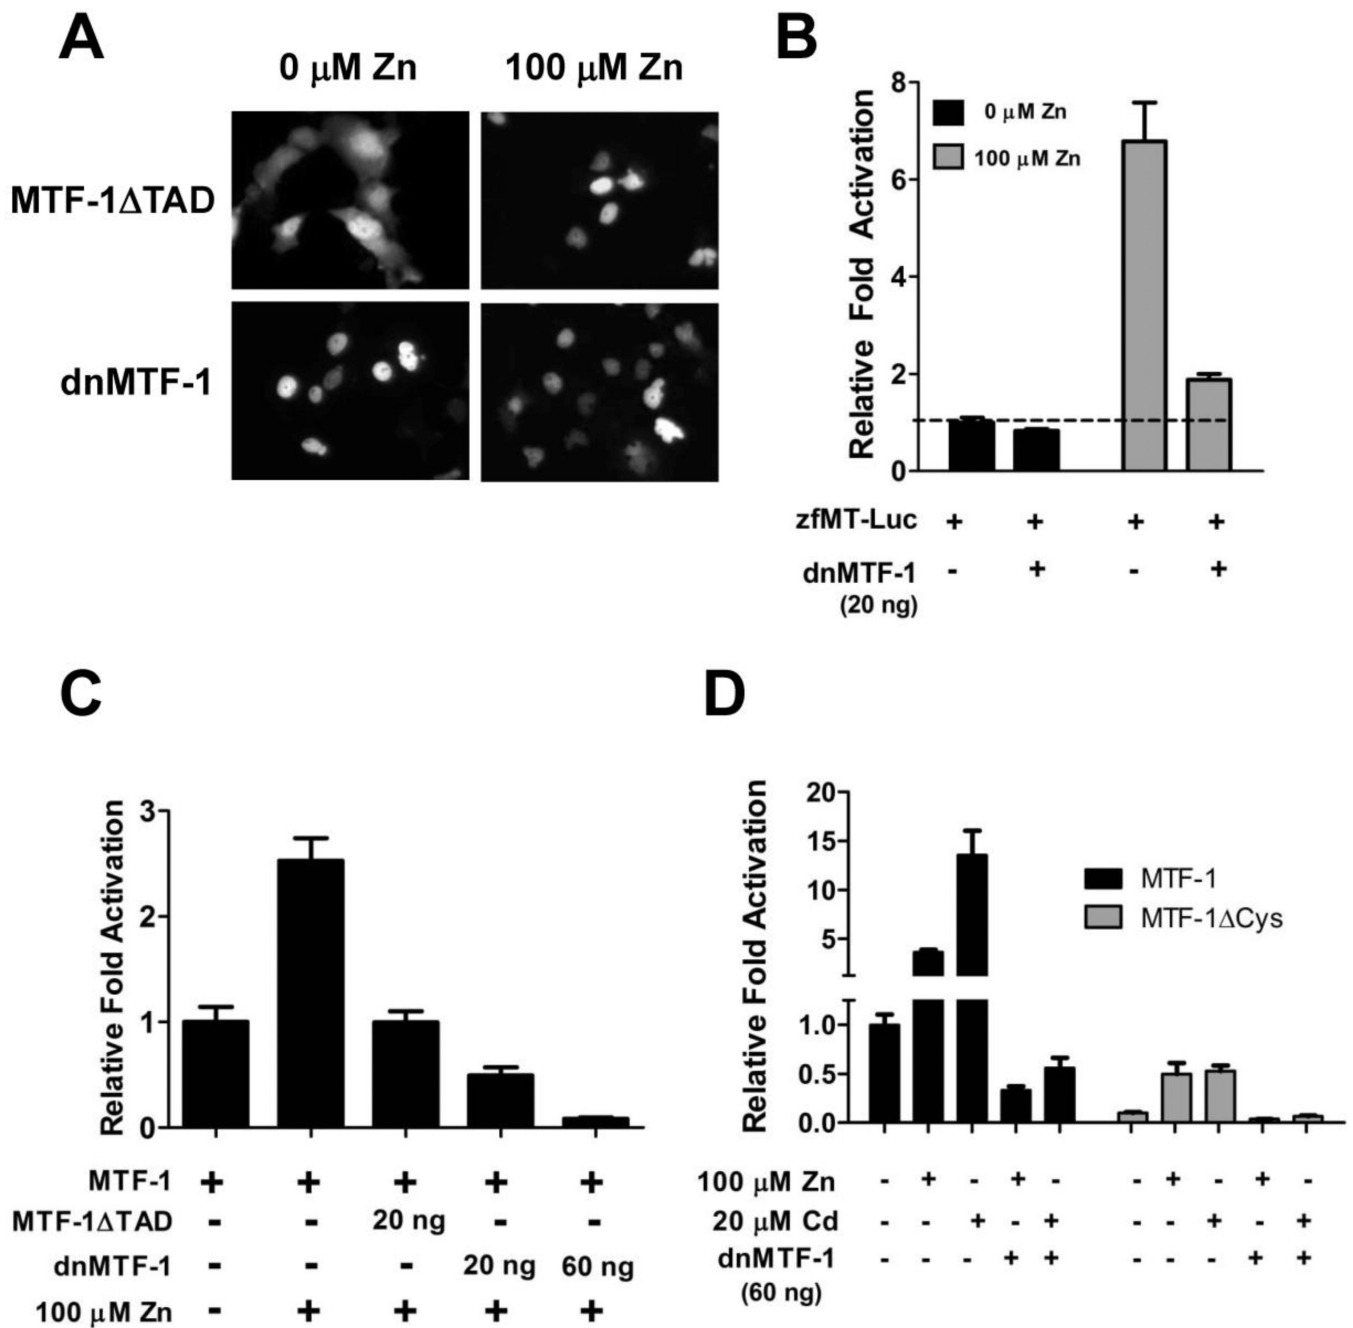 A
0 μM Zn 100 μM Zn
MTF-1ΔTAD
dnMTF-1
B
Relative Fold Activation
8
6
4
2
0
0 μM Zn
100 μM Zn
zfMT-Luc + + + +
dnMTF-1 - + - +
(20 ng)
C
Relative Fold Activation
3
2
1
0
MTF-1 + + + + +
MTF-1ΔTAD - - 20 ng - -
dnMTF-1 - - - 20 ng 60 ng
100 μM Zn - + + + +
D
Relative Fold Activation
20
15
10
5
1.0
0.5
0.0
MTF-1
MTF-1ΔCys
100 μM Zn - + - + - - + - + -
20 μM Cd - - + - + - - + - +
dnMTF-1 - - - + + - - - + +
(60 ng)